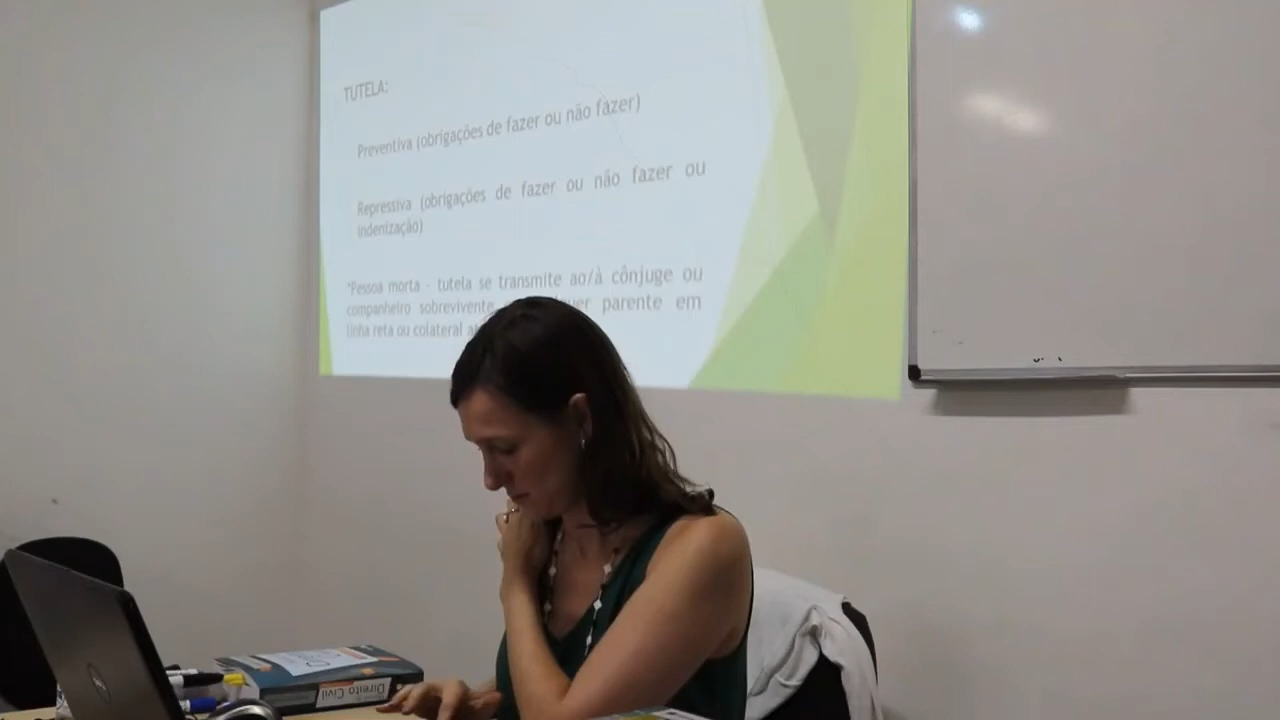 TUTELA:
Preventiva (obrigações de fazer ou não fazer)
Repressiva (obrigações de fazer ou não fazer ou
indenização)
*Pessoa morta - tutela se transmite ao/à cônjuge ou
companheiro sobrevivente parente em
linha reta ou colateral
Direito Civil